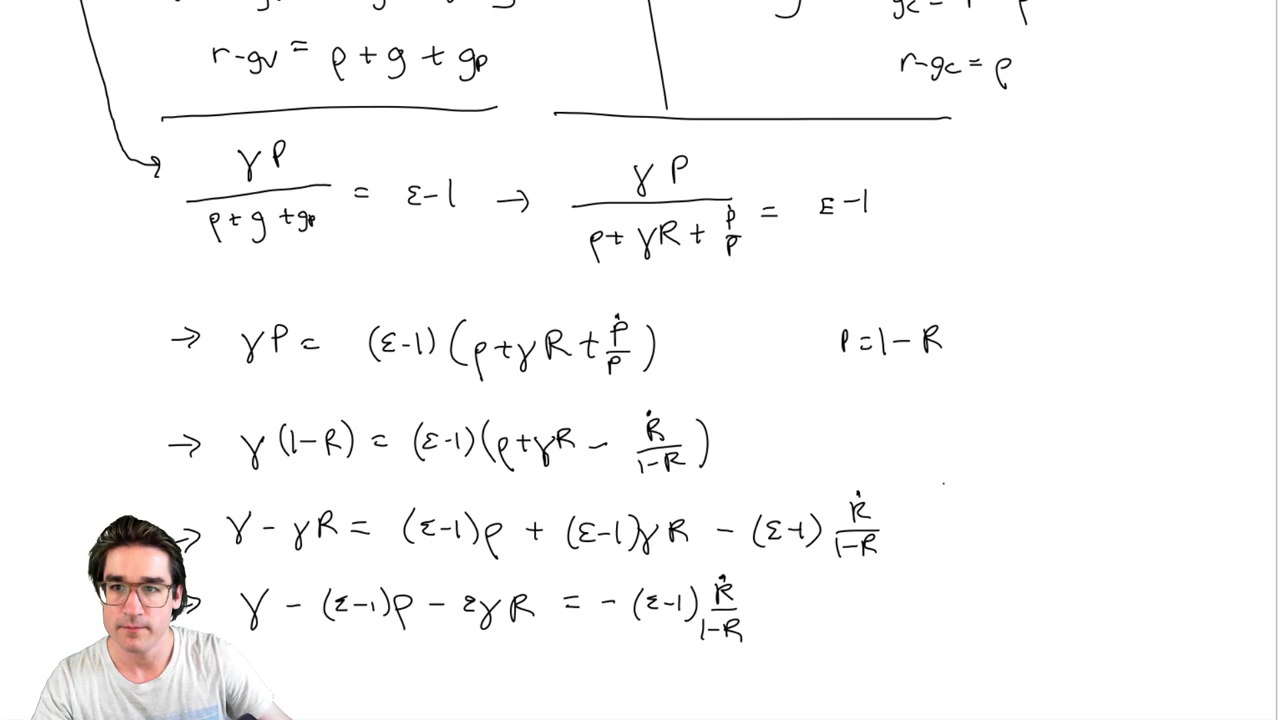 r-gv = ρ + g + gp
r-gc = ρ
γP / (ρ + g + gp) = ε-1 → γP / (ρ + γR + Ṗ/P) = ε-1
→ γP = (ε-1)(ρ + γR + Ṗ/P)
P = 1-R
→ γ(1-R) = (ε-1)(ρ + γR - Ṙ/(1-R))
→ γ - γR = (ε-1)ρ + (ε-1)γR - (ε-1) Ṙ/(1-R)
→ γ - (ε-1)ρ - εγR = -(ε-1) Ṙ/(1-R)